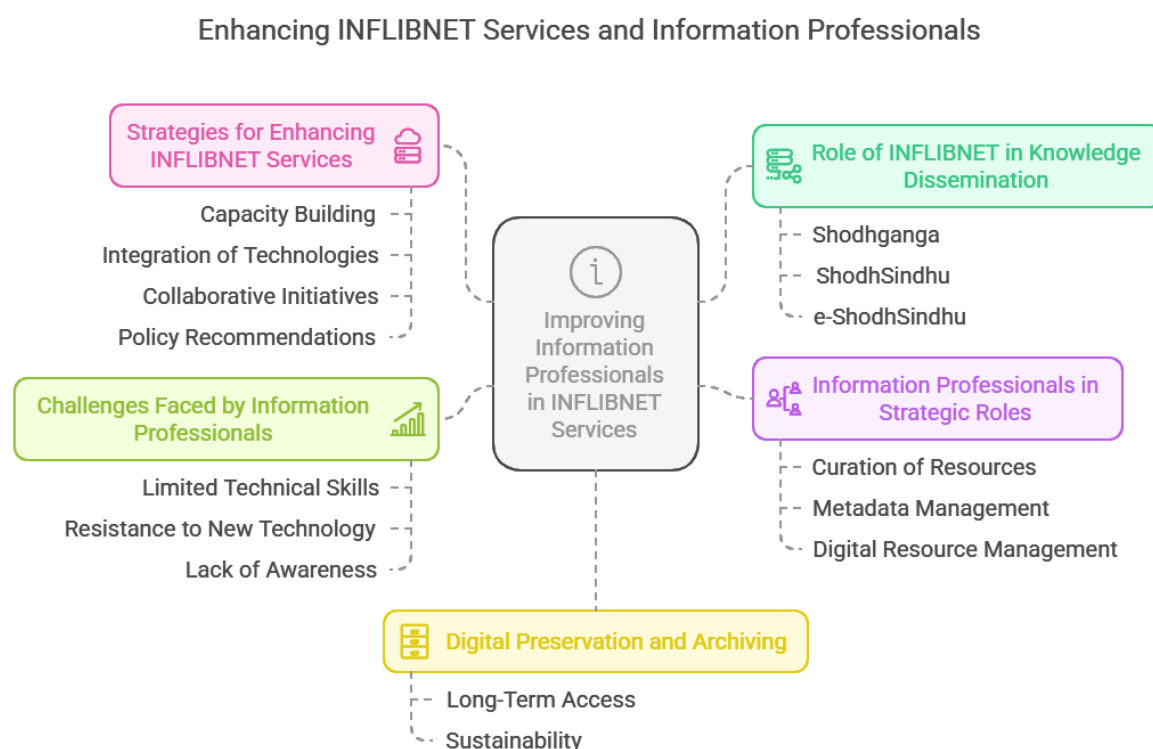 Enhancing INFLIBNET Services and Information Professionals
Strategies for Enhancing
INFLIBNET Services
Capacity Building
Integration of Technologies
Collaborative Initiatives
Policy Recommendations
Challenges Faced by Information
Professionals
Limited Technical Skills
Resistance to New Technology
Lack of Awareness
Improving
Information
Professionals
in INFLIBNET
Services
Role of INFLIBNET in Knowledge
Dissemination
Shodhganga
ShodhSindhu
e-ShodhSindhu
Information Professionals in
Strategic Roles
Curation of Resources
Metadata Management
Digital Resource Management
Digital Preservation and Archiving
Long-Term Access
Sustainability